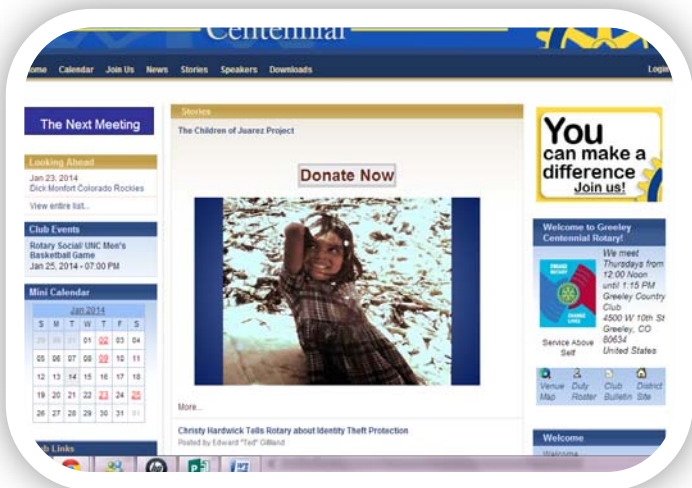 Centennial
Home Calendar Join Us News Stories Speakers Downloads
Login
The Next Meeting
Looking Ahead
Jan 23, 2014
Dick Monfort Colorado Rockies
View entire list...
Club Events
Rotary Social/ UNC Men's
Basketball Game
Jan 25, 2014 - 07:00 PM
Mini Calendar
Jan 2014
S M T W T F S
29 30 31 01 02 03 04
05 06 07 08 09 10 11
12 13 14 15 16 17 18
19 20 21 22 23 24 25
26 27 28 29 30 31 01
Links
Stories
The Children of Juarez Project
Donate Now
More...
Christy Hardwick Tells Rotary about Identity Theft Protection
Posted by Edward "Ted" Gilliland
You
can make a
difference
Join us!
Welcome to Greeley
Centennial Rotary!
ENGAGE
ROTARY
CHANGE
LIVES
Service Above
Self
We meet
Thursdays from
12:00 Noon
until 1:15 PM
Greeley Country
Club
4500 W 10th St
Greeley, CO
80634
United States
Venue Map
Duty Roster
Club Bulletin
District Site
Welcome
Welcome